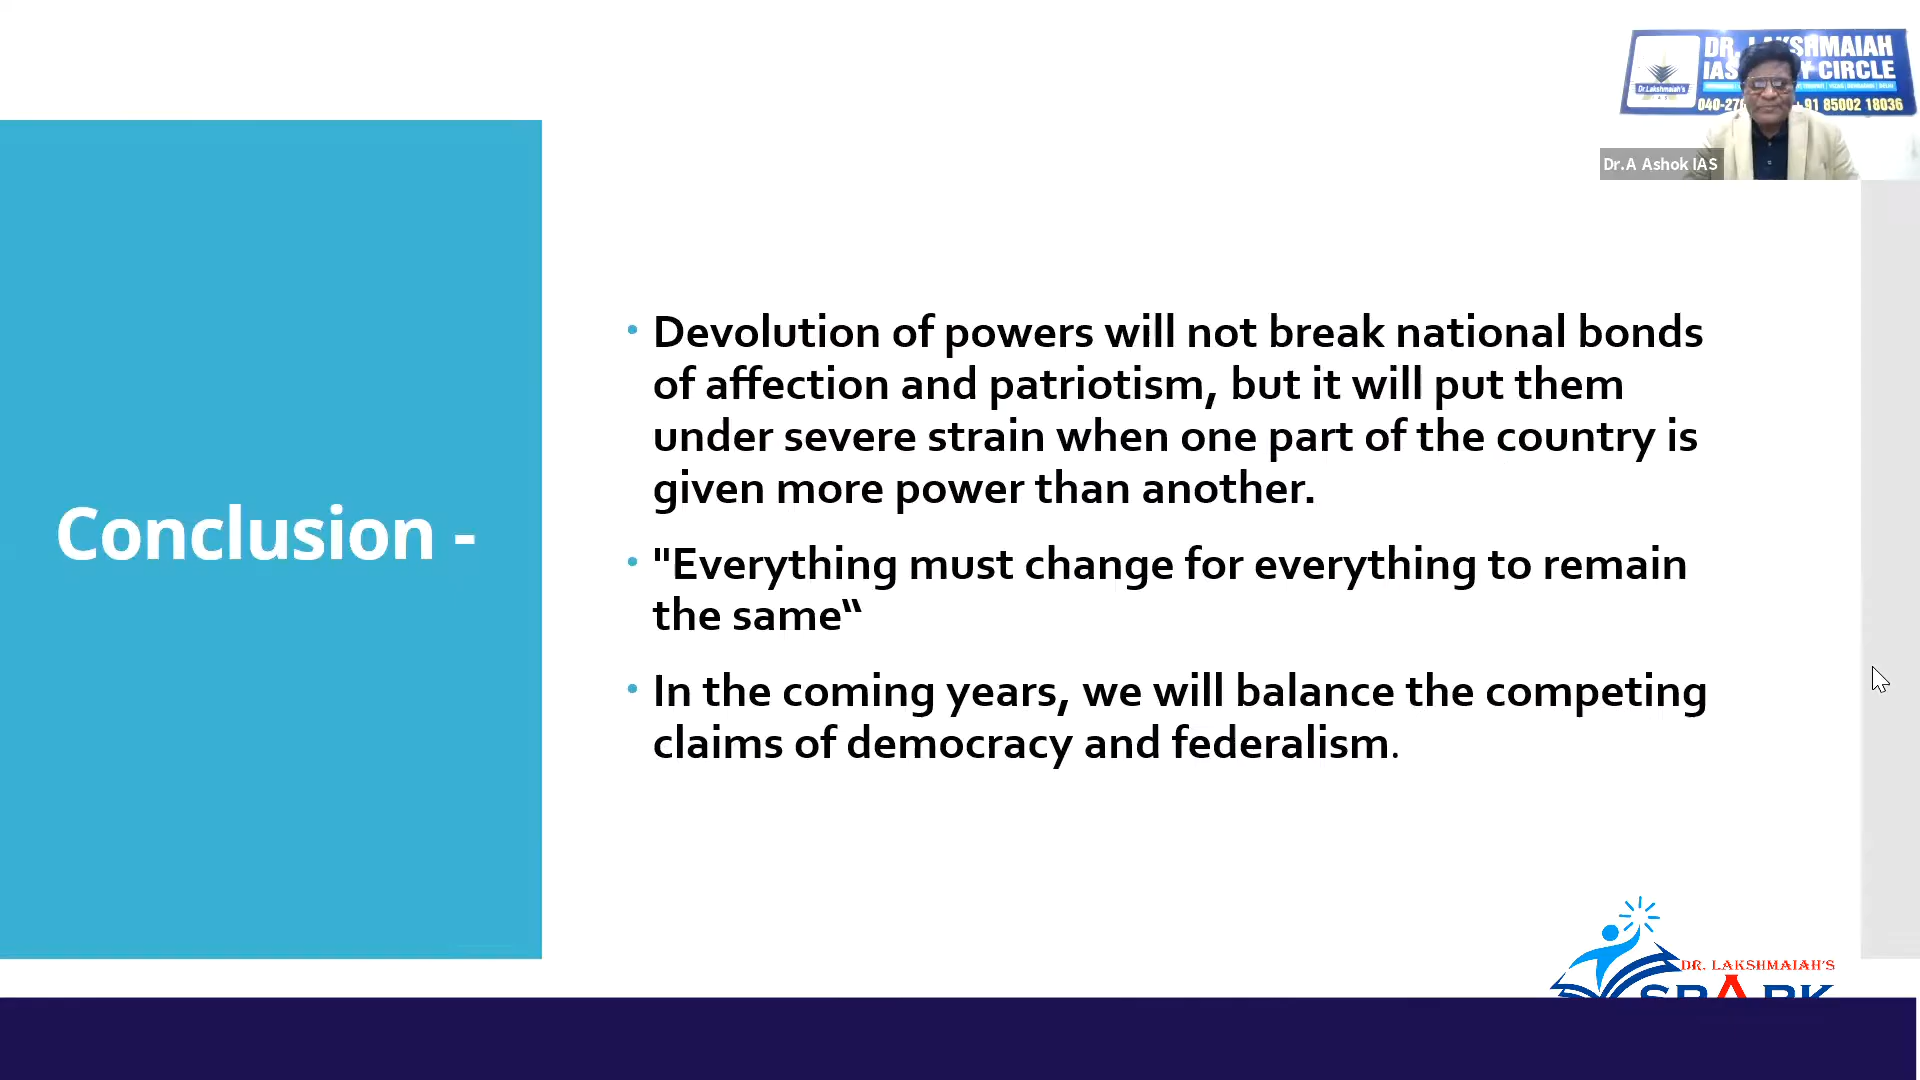 DR. LAKSHMAIAH
IAS CIRCLE
Dr.Lakshmaiah's
+91 85002 18036
Dr.A Ashok IAS
Conclusion -
• Devolution of powers will not break national bonds
of affection and patriotism, but it will put them
under severe strain when one part of the country is
given more power than another.
• "Everything must change for everything to remain
the same“
• In the coming years, we will balance the competing
claims of democracy and federalism.
DR. LAKSHMAIAH'S
SPARK